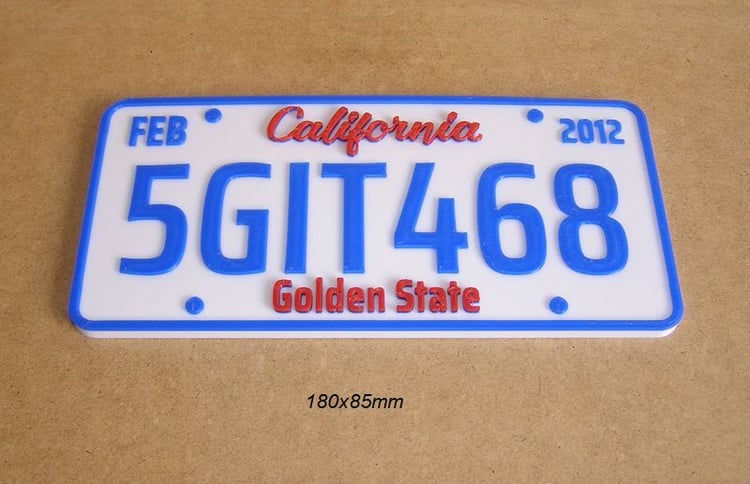 FEB California 2012
5GIT468
Golden State
180x85mm